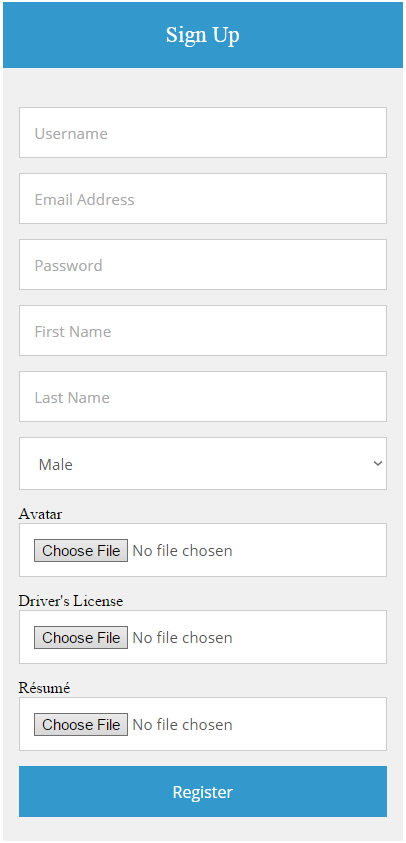 Sign Up
Username
Email Address
Password
First Name
Last Name
Male
Avatar
Choose File No file chosen
Driver's License
Choose File No file chosen
Résumé
Choose File No file chosen
Register